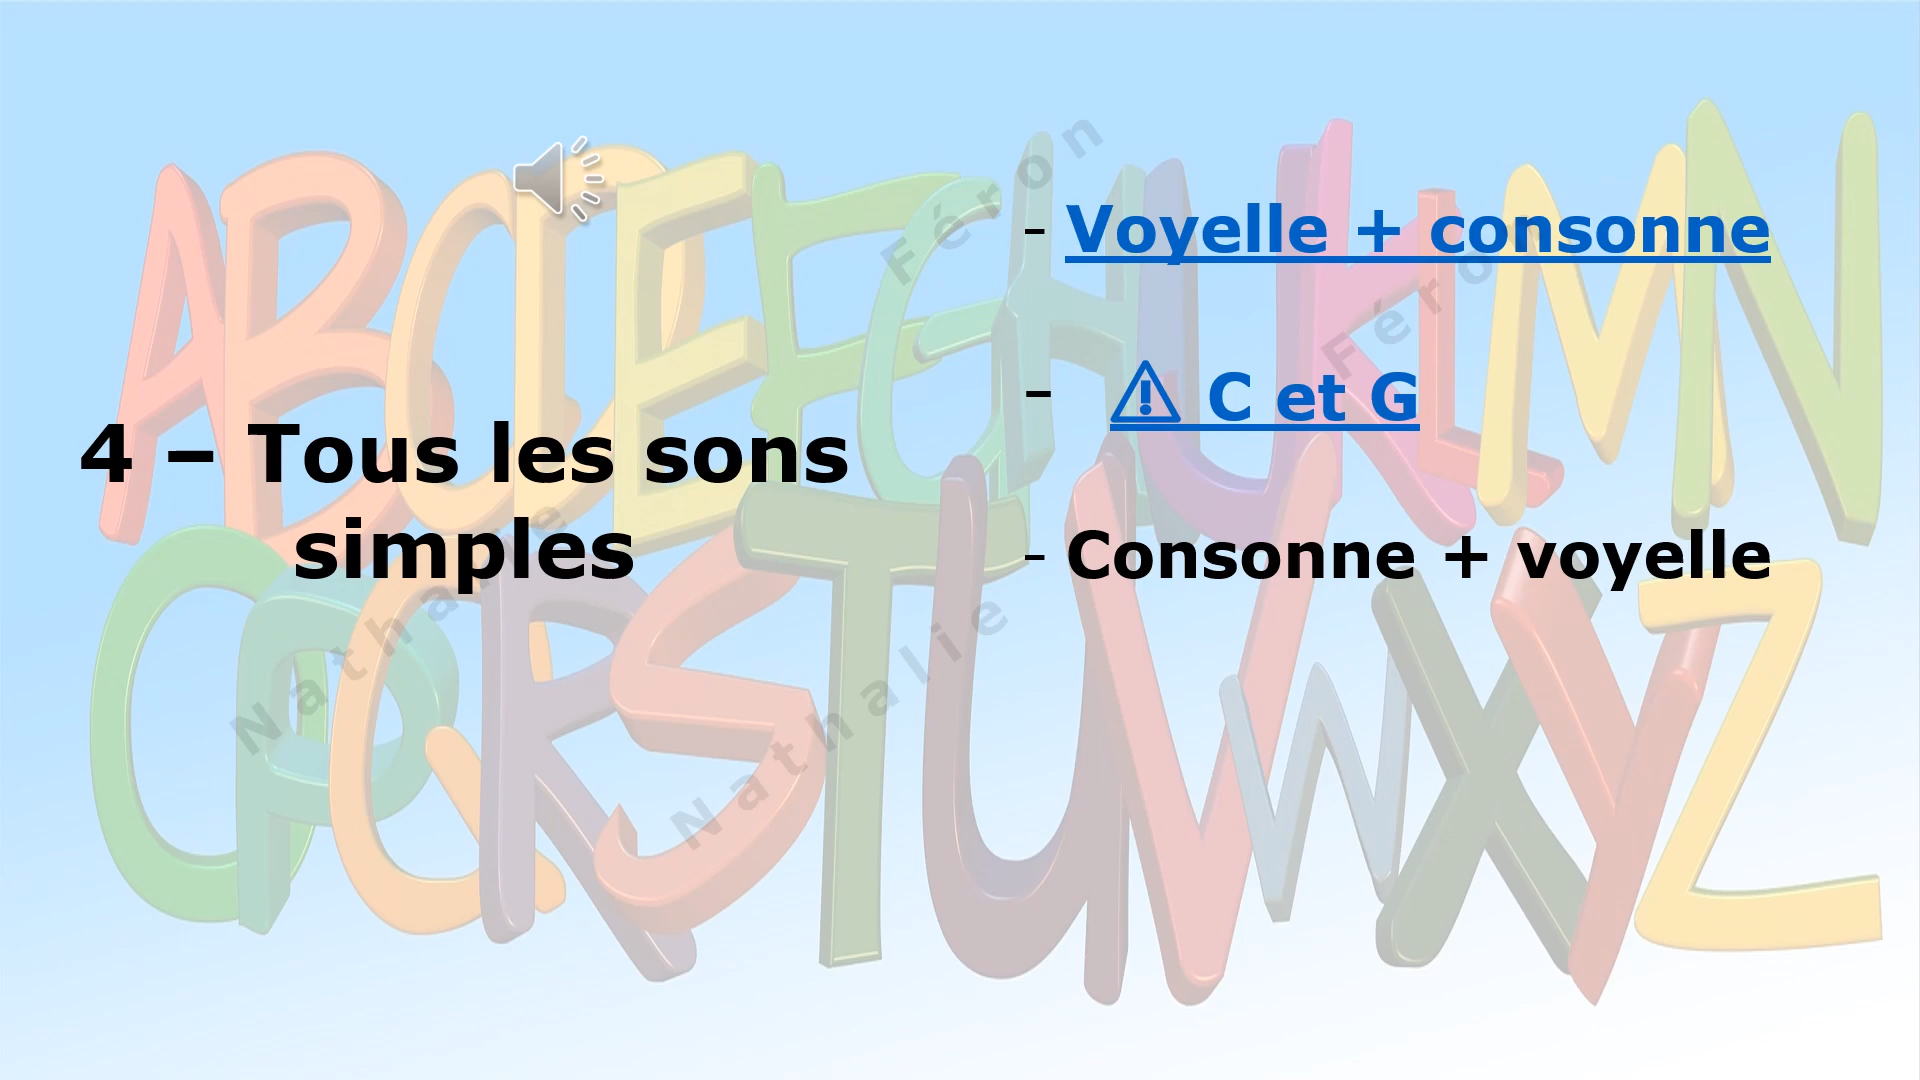 4 – Tous les sons
simples
- Voyelle + consonne
- ⚠ C et G
- Consonne + voyelle
Nathalie Féron
Nathalie Féron
A B C D E F G H I J K L M N
O P Q R S T U V W X Y Z